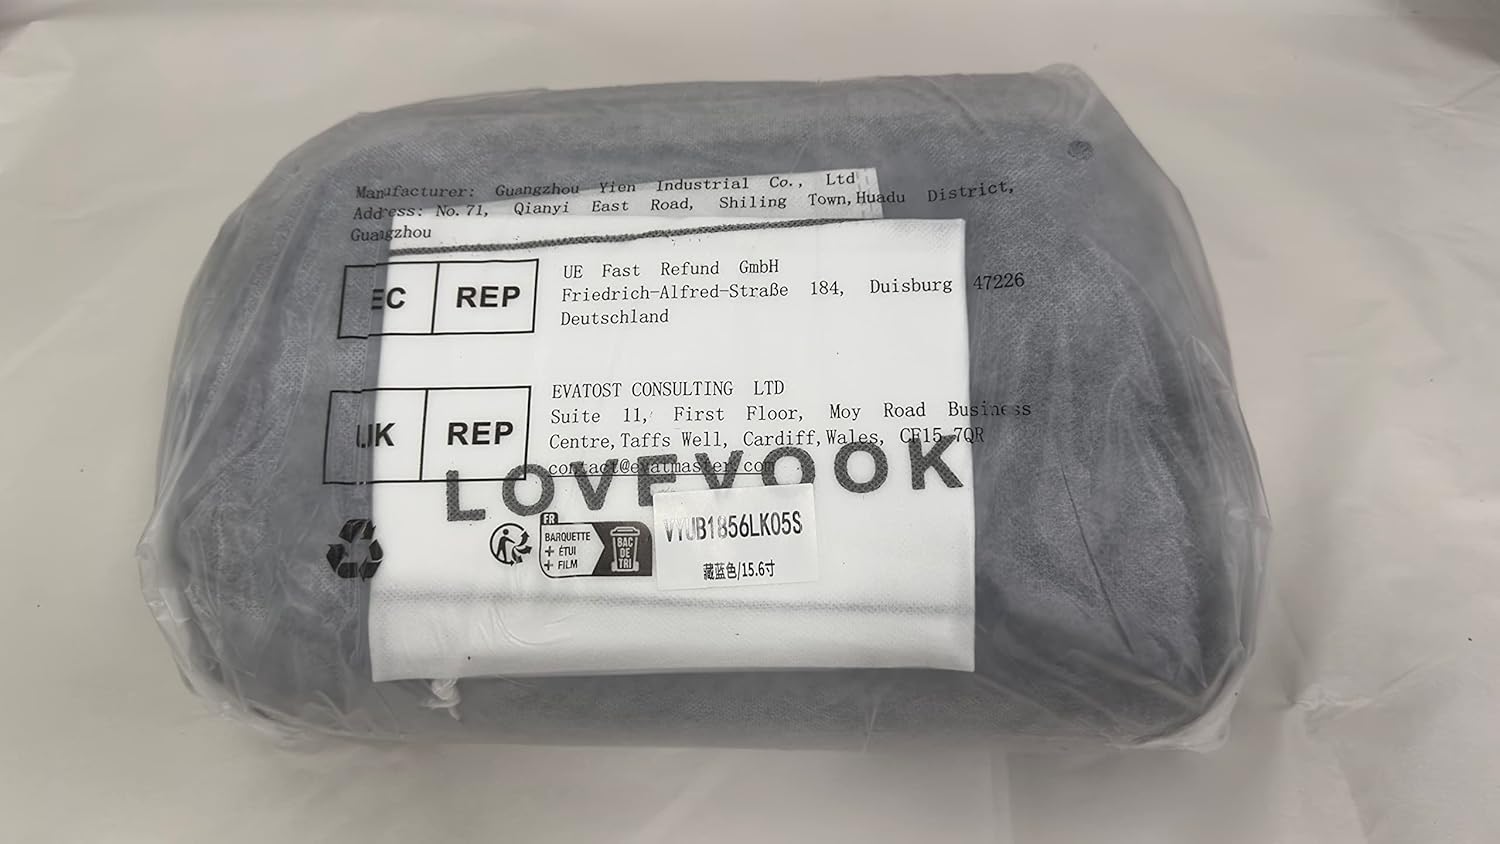 Manufacturer: Guangzhou Yien Industrial Co., Ltd
Address: No.71, Qianyi East Road, Shiling Town,Huadu District,
Guangzhou
EC REP
UE Fast Refund GmbH
Friedrich-Alfred-Straße 184, Duisburg 47226
Deutschland
UK REP
EVATOST CONSULTING LTD
Suite 11, First Floor, Moy Road Business
Centre,Taffs Well, Cardiff,Wales, CF15 7QR
contact@evatmaster.com
LOVEVOOK
FR
BARQUETTE
+ ÉTUI
+ FILM
BAC
DE
TRI
VYUB1856LK05S
藏蓝色/15.6寸